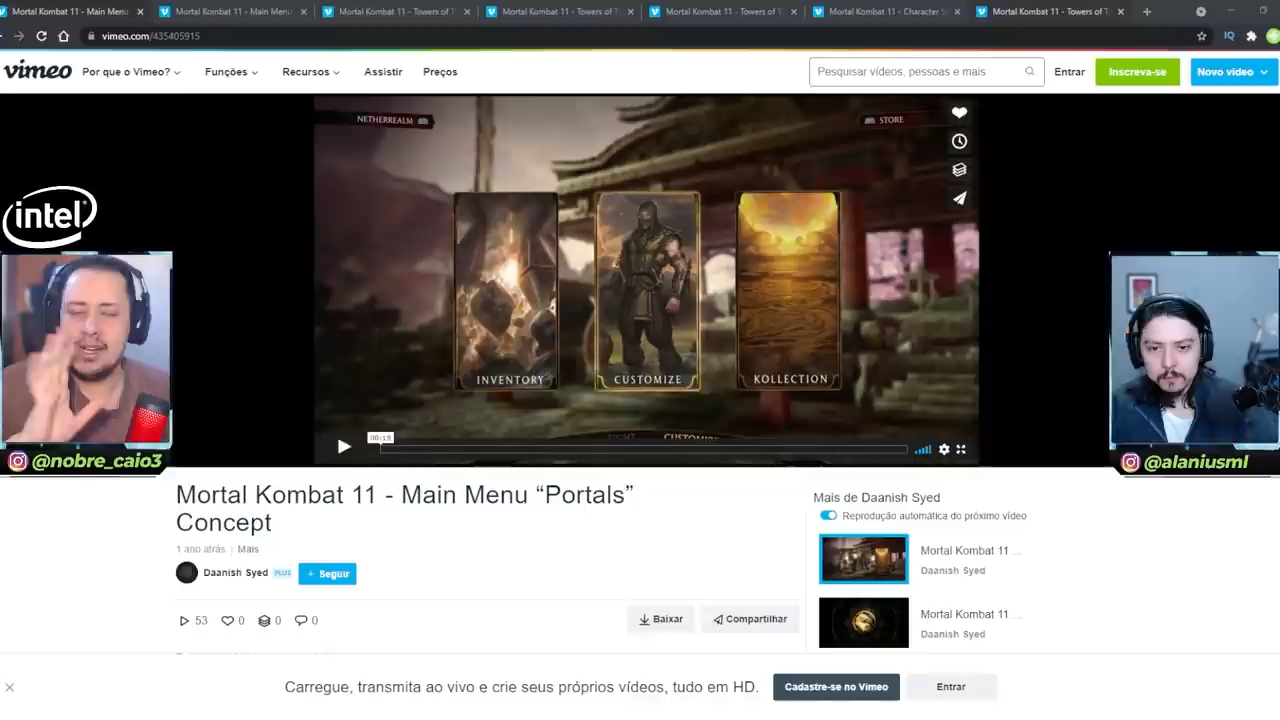 Mortal Kombat 11 - Main Menu
Mortal Kombat 11 - Main Menu
Mortal Kombat 11 - Towers of T
Mortal Kombat 11 - Towers of T
Mortal Kombat 11 - Towers of T
Mortal Kombat 11 - Character S
Mortal Kombat 11 - Towers of T
vimeo.com/435405915
IQ
vimeo
Por que o Vimeo?
Funções
Recursos
Assistir
Preços
Pesquisar vídeos, pessoas e mais
Entrar
Inscreva-se
Novo vídeo
NETHERREALM
STORE
intel
INVENTORY
CUSTOMIZE
KOLLECTION
CUSTOMIZE
00:19
@nobre_caio3
@alaniusml
Mortal Kombat 11 - Main Menu “Portals”
Concept
1 ano atrás | Mais
Daanish Syed PLUS
+ Seguir
53
0
0
0
Baixar
Compartilhar
Mais de Daanish Syed
Reprodução automática do próximo vídeo
Mortal Kombat 11 ...
Daanish Syed
Mortal Kombat 11 ...
Daanish Syed
Carregue, transmita ao vivo e crie seus próprios vídeos, tudo em HD.
Cadastre-se no Vimeo
Entrar